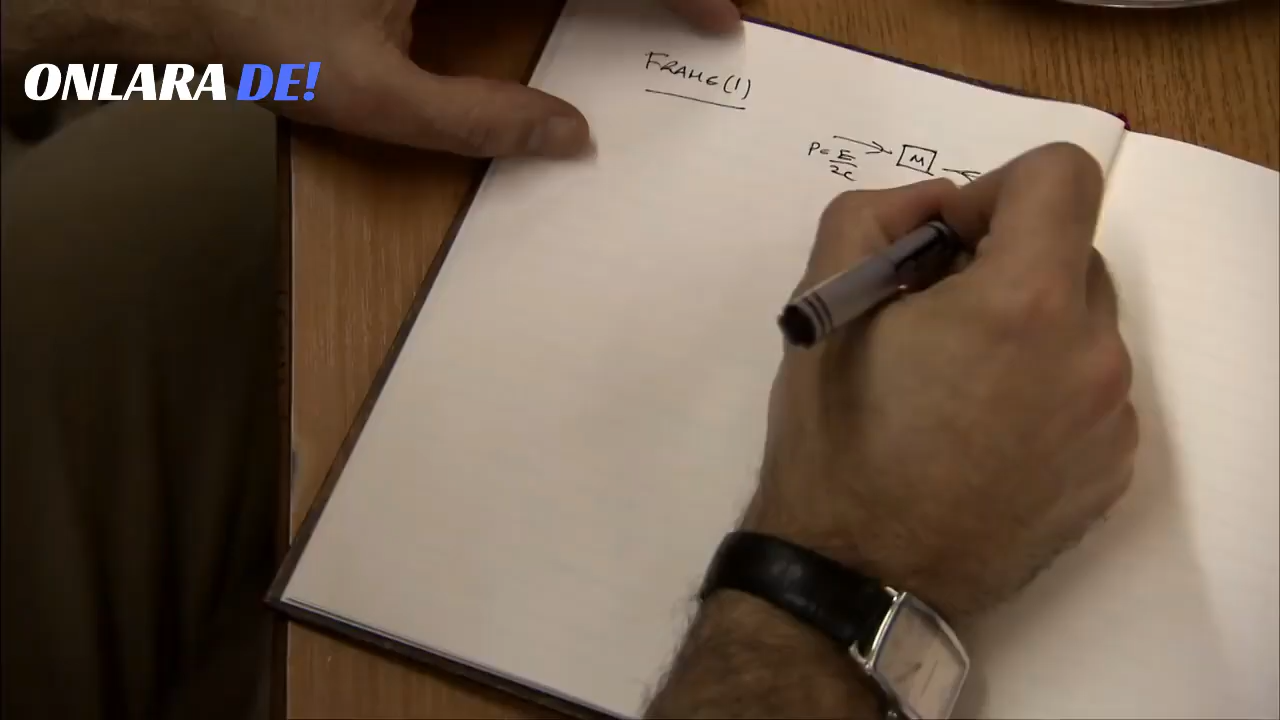 ONLARA DE!
FRAME(1)
P= E/2C → M ←